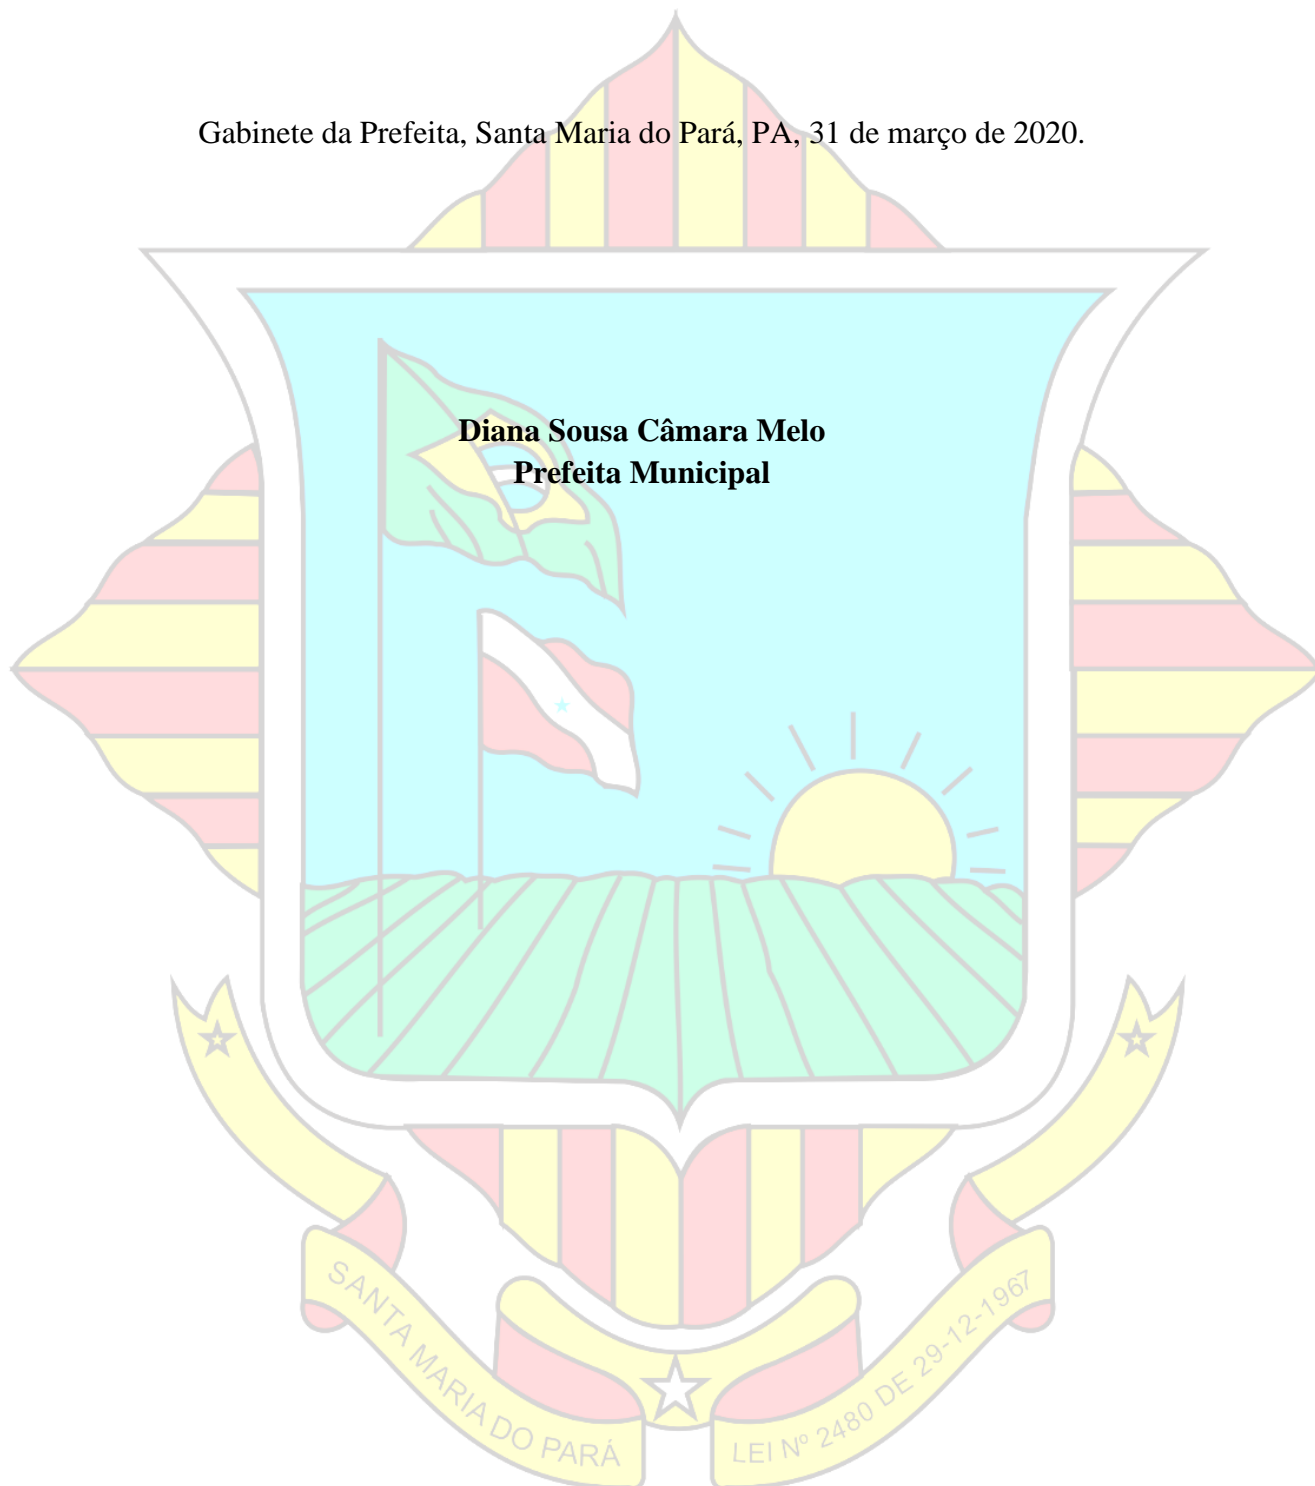 Gabinete da Prefeita, Santa Maria do Pará, PA, 31 de março de 2020.
Diana Sousa Câmara Melo
Prefeita Municipal
SANTA MARIA DO PARÁ
LEI Nº 2480 DE 29-12-1967